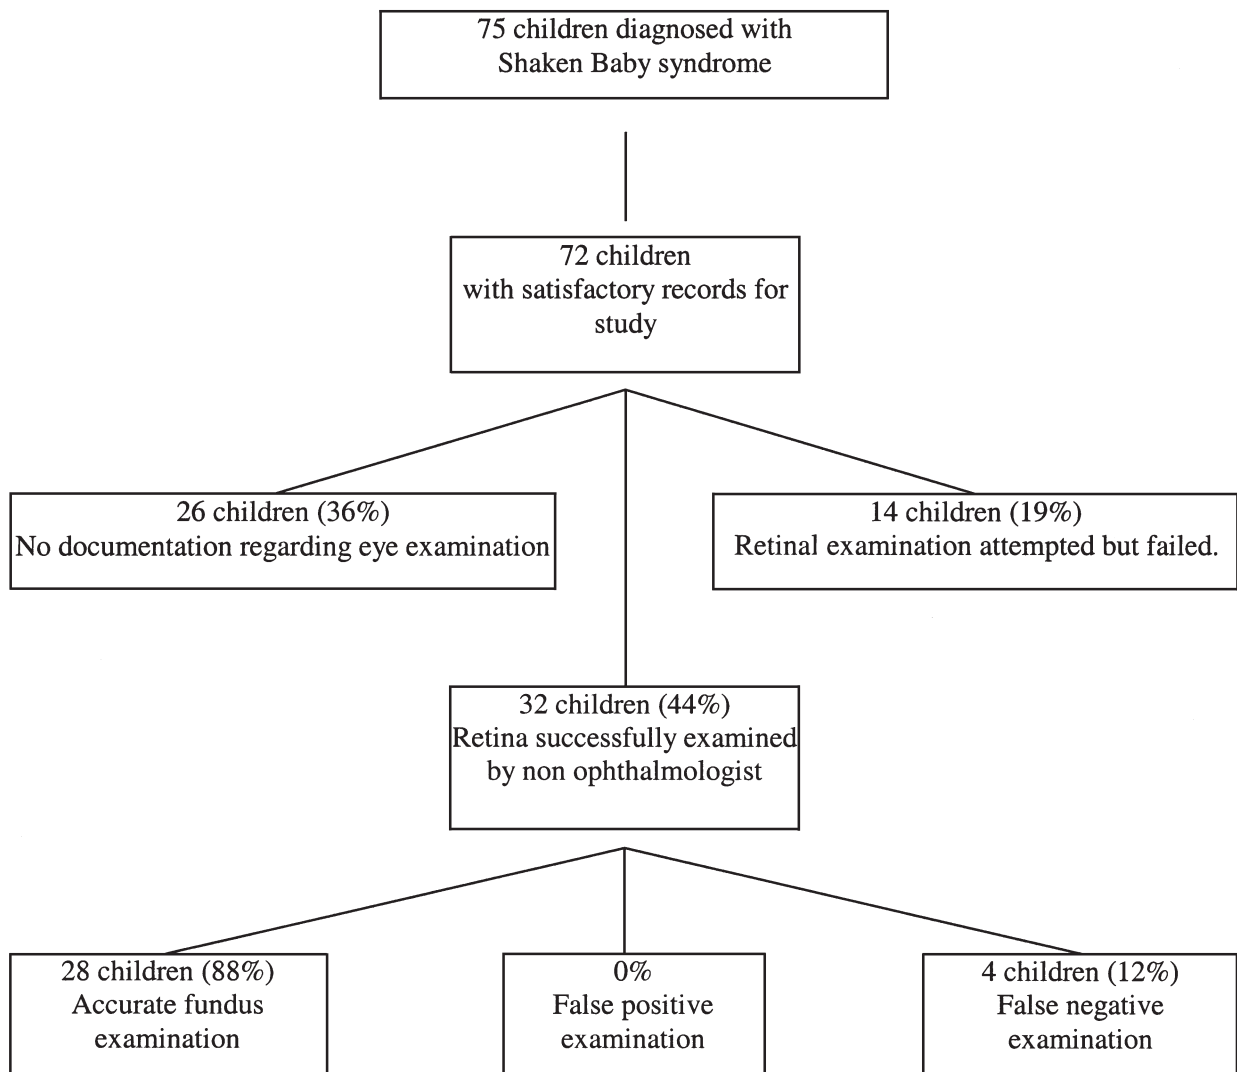 75 children diagnosed with
Shaken Baby syndrome
72 children
with satisfactory records for
study
26 children (36%)
No documentation regarding eye examination
14 children (19%)
Retinal examination attempted but failed.
32 children (44%)
Retina successfully examined
by non ophthalmologist
28 children (88%)
Accurate fundus
examination
0%
False positive
examination
4 children (12%)
False negative
examination